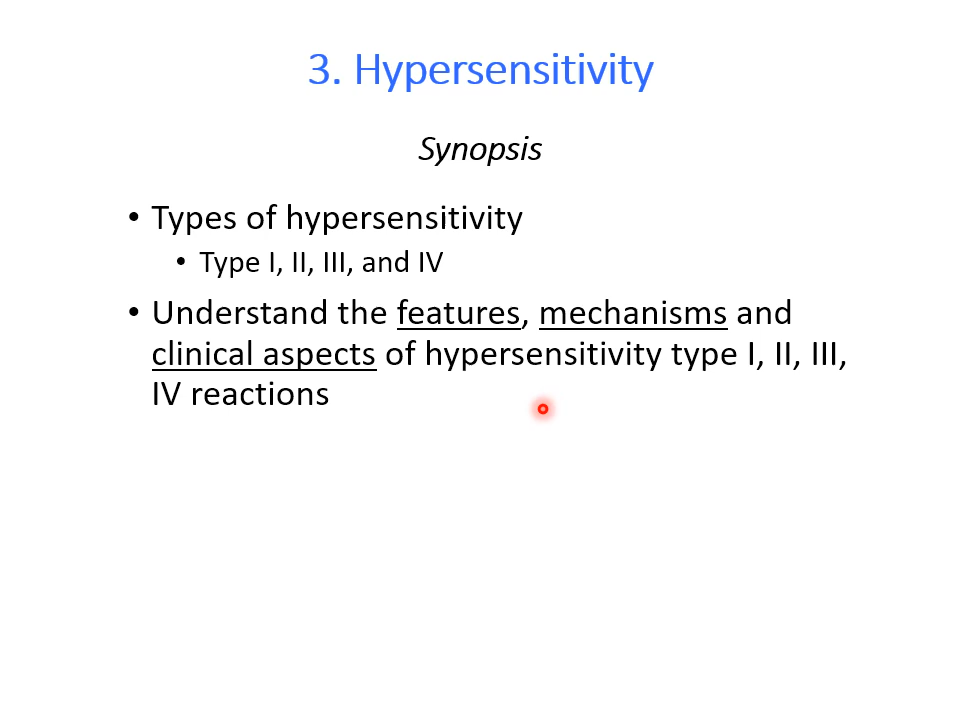 3. Hypersensitivity
Synopsis
• Types of hypersensitivity
• Type I, II, III, and IV
• Understand the features, mechanisms and
clinical aspects of hypersensitivity type I, II, III,
IV reactions